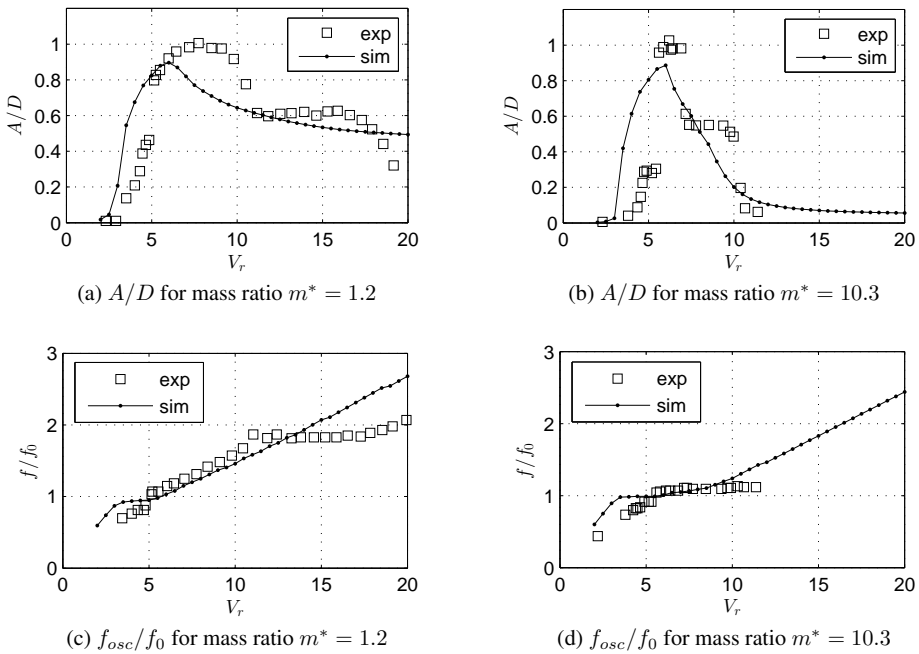 1
0.8
0.6
0.4
0.2
0
A/D
0 5 10 15 20
V_r
exp
sim
(a) A/D for mass ratio m* = 1.2
1
0.8
0.6
0.4
0.2
0
A/D
0 5 10 15 20
V_r
exp
sim
(b) A/D for mass ratio m* = 10.3
3
2
1
0
f/f_0
0 5 10 15 20
V_r
exp
sim
(c) f_{osc}/f_0 for mass ratio m* = 1.2
3
2
1
0
f/f_0
0 5 10 15 20
V_r
exp
sim
(d) f_{osc}/f_0 for mass ratio m* = 10.3